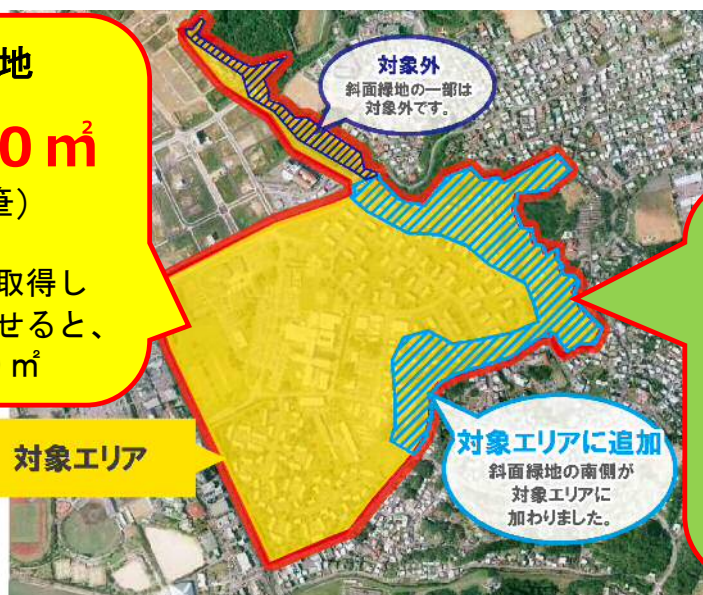 地
0㎡
筆）
取得し
せると、
㎡
対象外
斜面緑地の一部は
対象外です。
対象エリア
対象エリアに追加
斜面緑地の南側が
対象エリアに
加わりました。